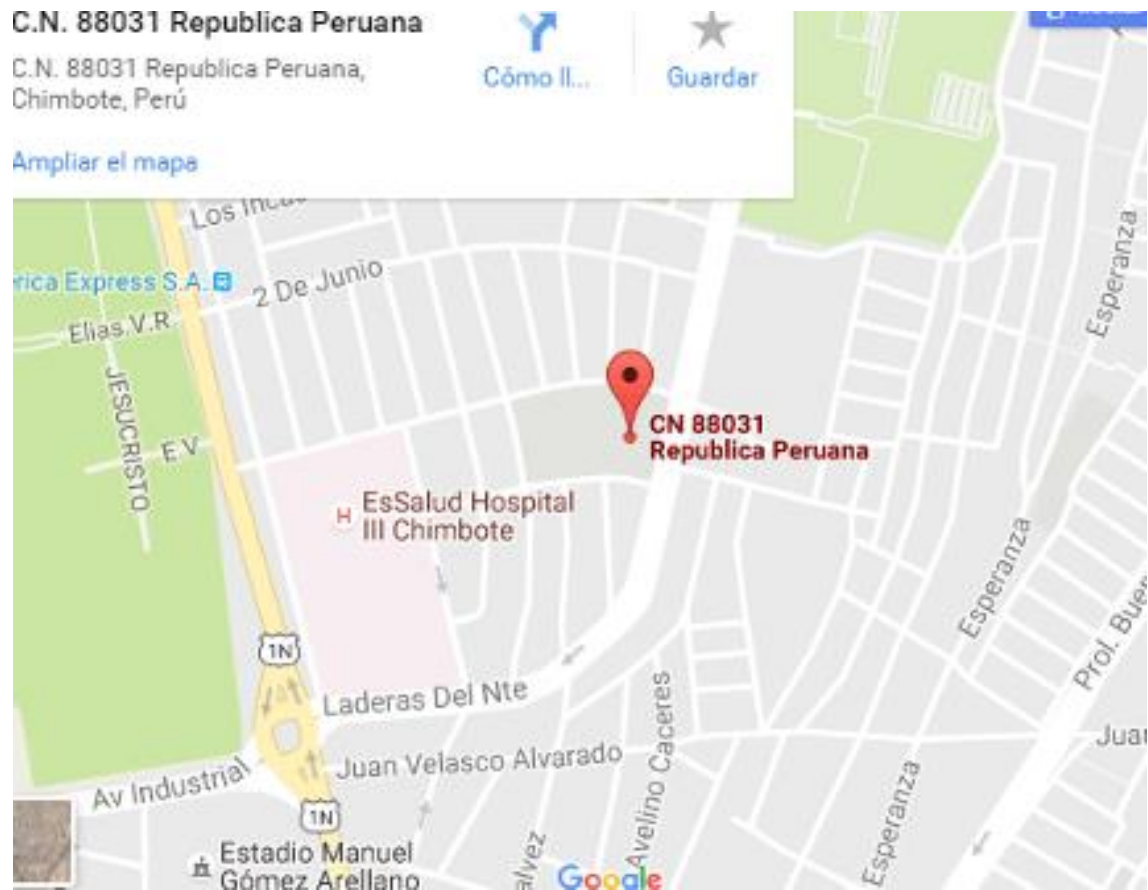 C.N. 88031 Republica Peruana
C.N. 88031 Republica Peruana,
Chimbote, Perú
Cómo ll...
Guardar
Ampliar el mapa
Los
2 De Junio
Express S.A.
Elias V.R
JESUCRISTO
E V
Esperanza
CN 88031
Republica Peruana
H
EsSalud Hospital
III Chimbote
Esperanza
Prol.
1N
Laderas Del Nte
Juan Velasco Alvarado
Avelino Caceres
Av Industrial
1N
Esperanza
Estadio Manuel
Gómez Arellano
Google